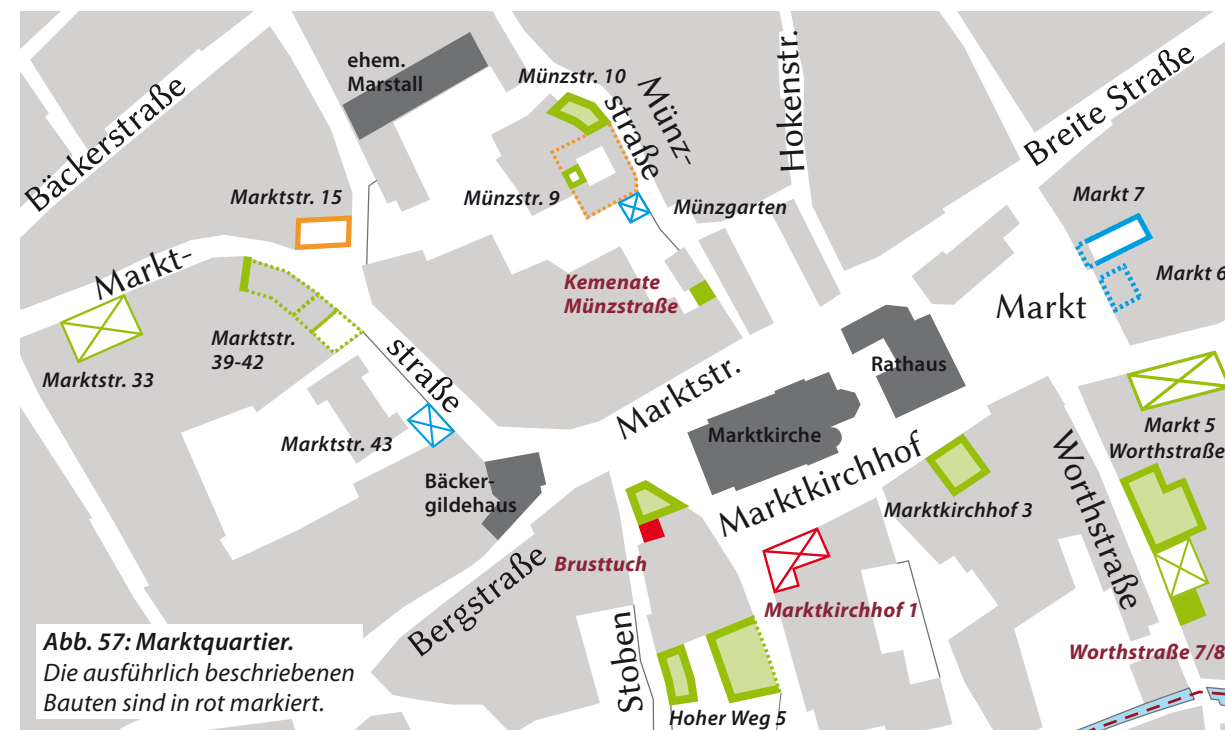 ehem.
Marstall
Münzstr. 10
Münz-
straße
Hokenstr.
Breite Straße
Bäckerstraße
Marktstr. 15
Münzstr. 9
Münzgarten
Markt 7
Markt 6
Markt-
straße
Kemenate
Münzstraße
Markt
Marktstr.
39-42
Marktstr. 33
Rathaus
Marktstr.
Marktkirche
Marktstr. 43
Markt 5
Worthstraße
Bäcker-
gildehaus
Marktkirchhof
Marktkirchhof 3
Worthstraße
Brusttuch
Bergstraße
Marktkirchhof 1
Stoben
Worthstraße 7/8
Hoher Weg 5
Abb. 57: Marktquartier.
Die ausführlich beschriebenen
Bauten sind in rot markiert.